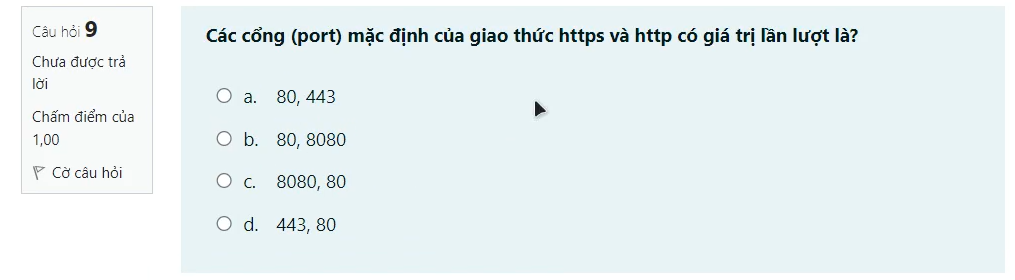 Câu hỏi 9
Chưa được trả
lời
Chấm điểm của
1,00
Cờ câu hỏi
Các cổng (port) mặc định của giao thức https và http có giá trị lần lượt là?
a. 80, 443
b. 80, 8080
c. 8080, 80
d. 443, 80